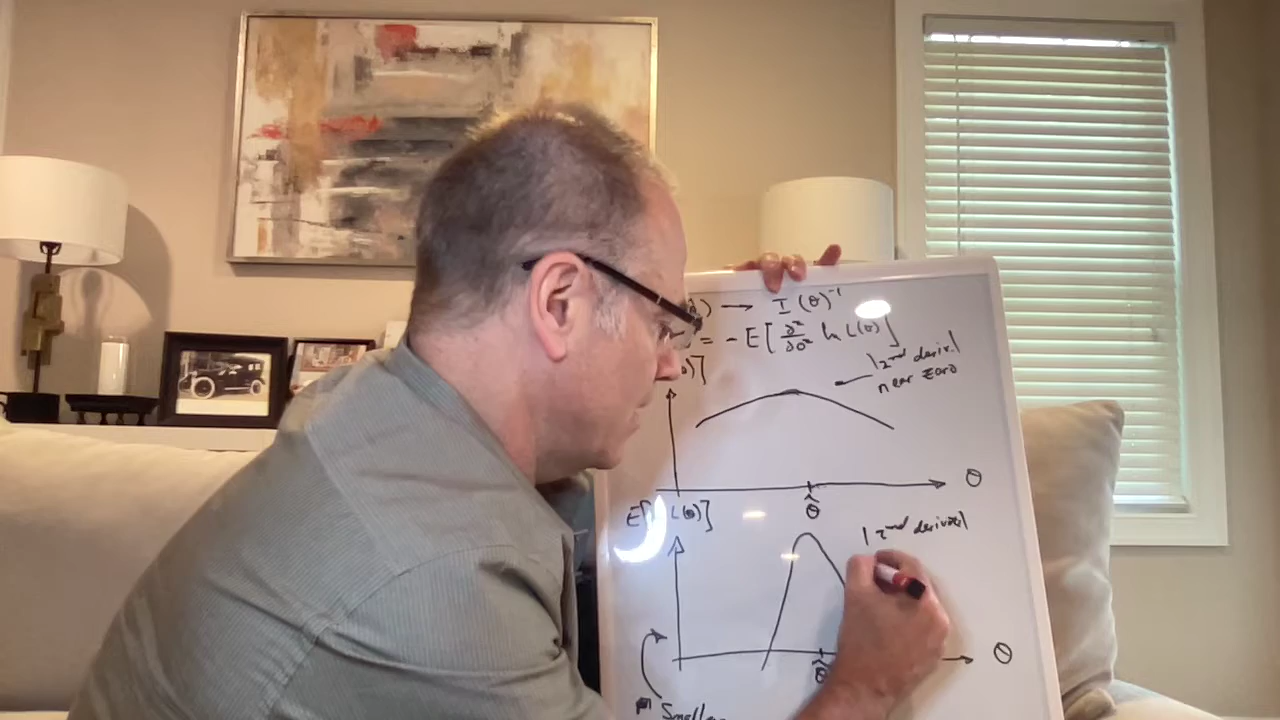 ) → I(θ)⁻¹
= -E[∂²/∂θ² ln L(θ)]
)]
|2nd deriv.|
near zero
θ
θ̂
E[ L(θ)]
|2nd deriv.|
θ
θ̂
Smaller